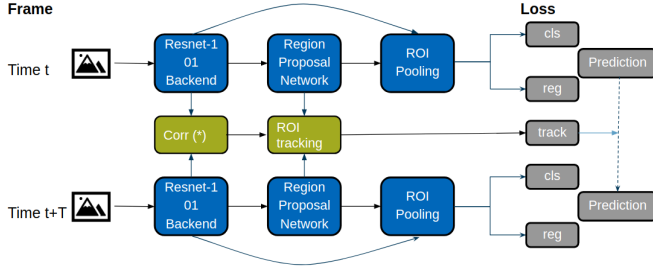 Frame
Loss
Time t
Resnet-1
01
Backend
Region
Proposal
Network
ROI
Pooling
cls
reg
Prediction
Corr (*)
ROI
tracking
track
Time t+T
Resnet-1
01
Backend
Region
Proposal
Network
ROI
Pooling
cls
reg
Prediction